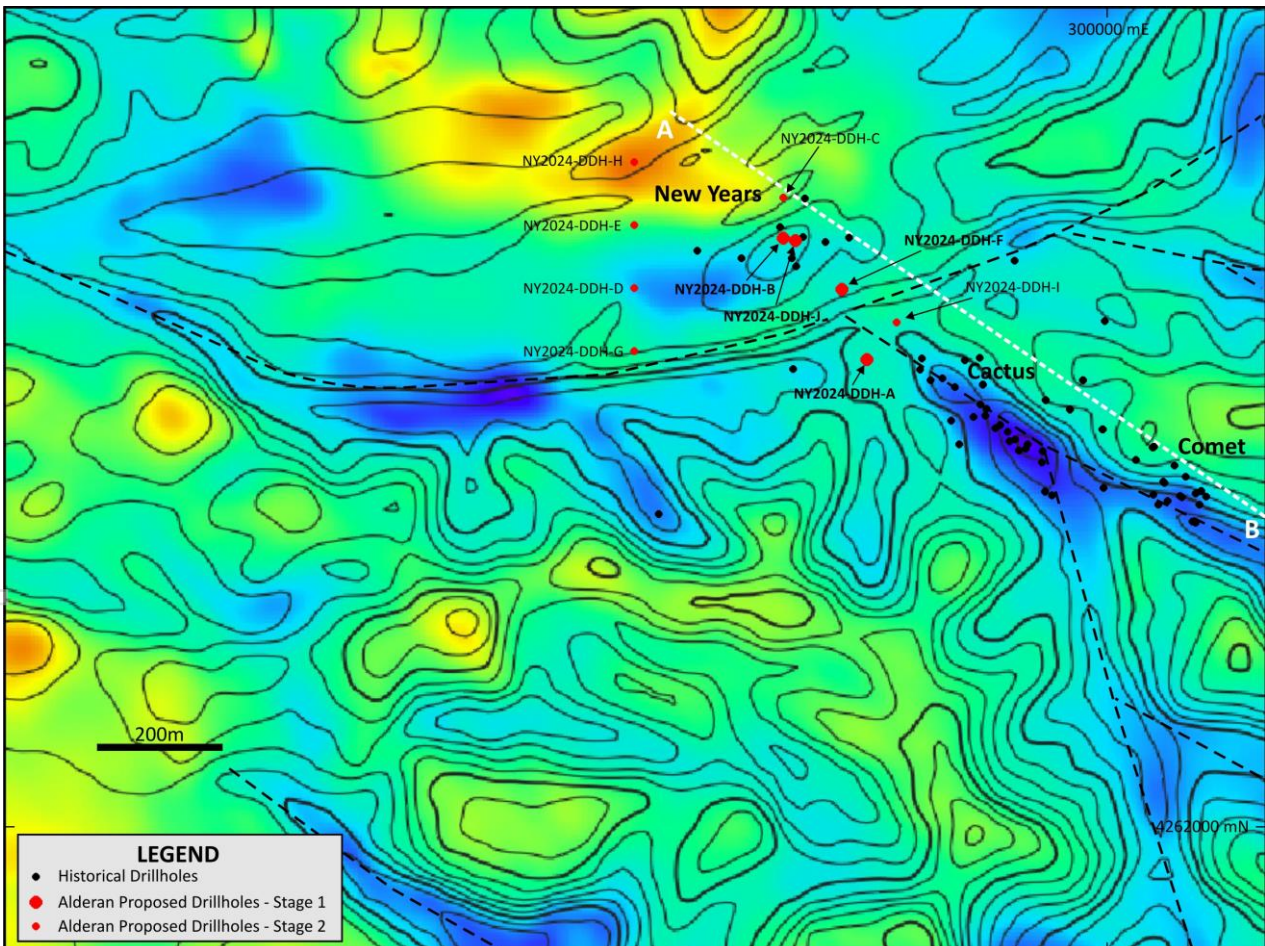 300000 mE
A
NY2024-DDH-C
NY2024-DDH-H
New Years
NY2024-DDH-E
NY2024-DDH-F
NY2024-DDH-B
NY2024-DDH-D
NY2024-DDH-I
NY2024-DDH-J
NY2024-DDH-G
Cactus
NY2024-DDH-A
Comet
B
200m
4262000 mN
LEGEND
Historical Drillholes
Alderan Proposed Drillholes - Stage 1
Alderan Proposed Drillholes - Stage 2